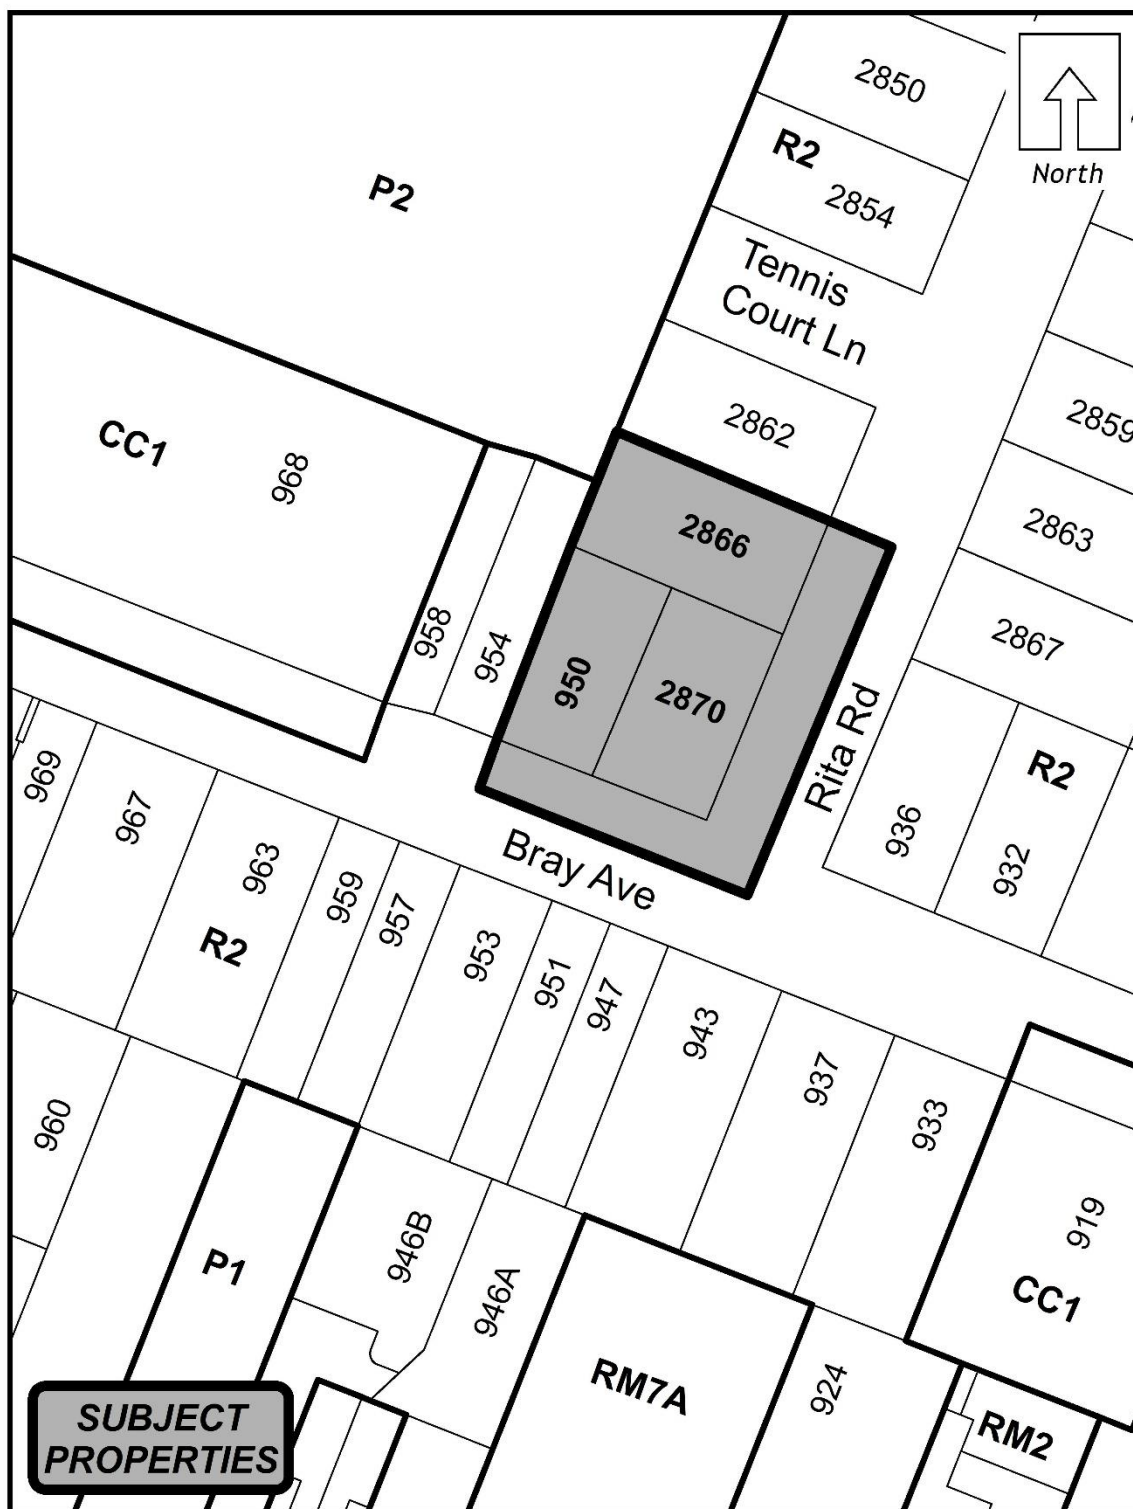 2850
R2
2854
North
P2
Tennis
Court Ln
2862
2859
CC1
968
2866
2863
958
954
950
2870
2867
Rita Rd
R2
936
932
969
967
963
959
957
953
951
947
943
937
933
Bray Ave
R2
960
919
P1
946B
946A
CC1
RM7A
924
RM2
SUBJECT
PROPERTIES